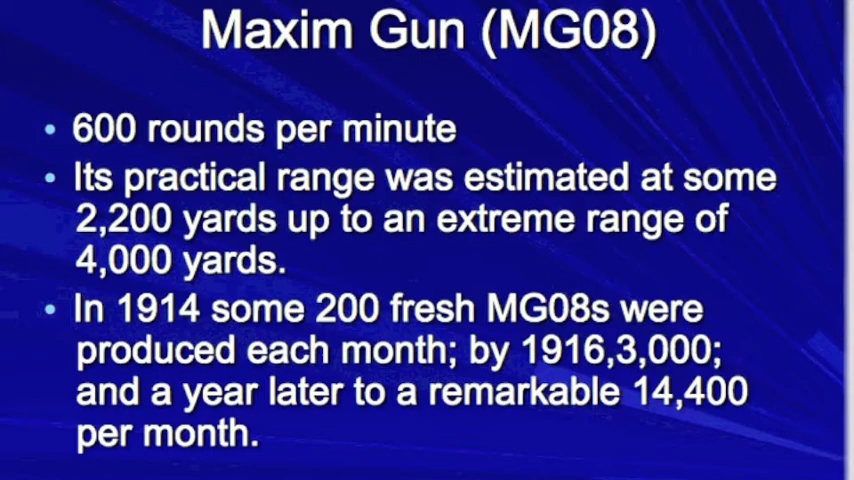 Maxim Gun (MG08)
• 600 rounds per minute
• Its practical range was estimated at some
2,200 yards up to an extreme range of
4,000 yards.
• In 1914 some 200 fresh MG08s were
produced each month; by 1916,3,000;
and a year later to a remarkable 14,400
per month.